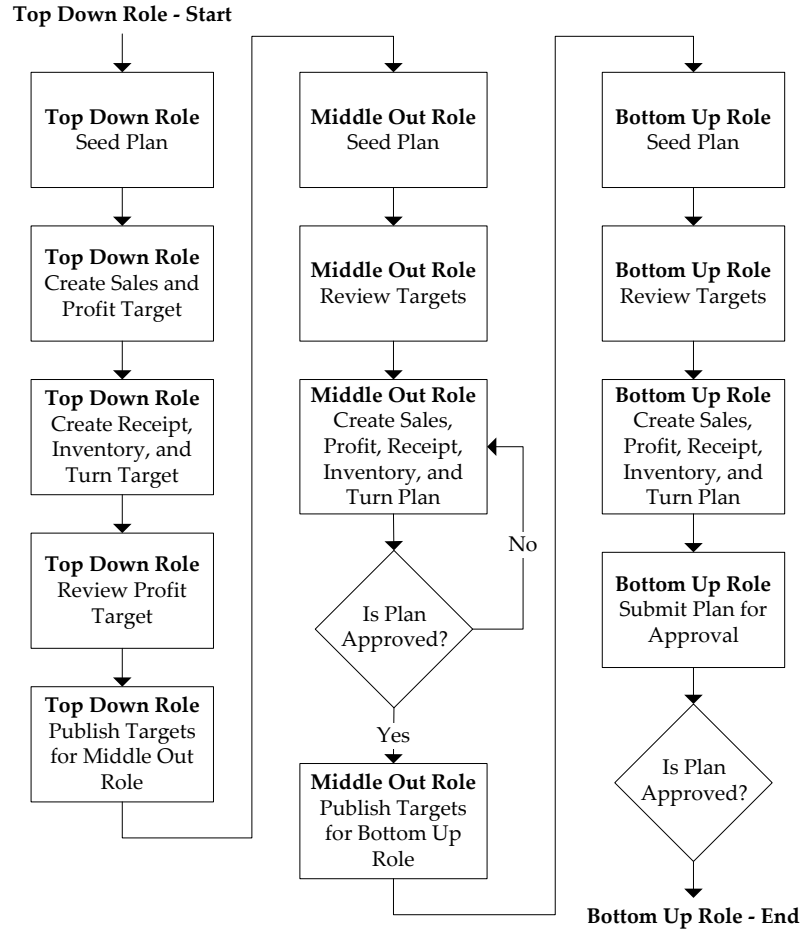 Top Down Role - Start
Top Down Role
Seed Plan
Top Down Role
Create Sales and
Profit Target
Top Down Role
Create Receipt,
Inventory, and
Turn Target
Top Down Role
Review Profit
Target
Top Down Role
Publish Targets
for Middle Out
Role
Middle Out Role
Seed Plan
Middle Out Role
Review Targets
Middle Out Role
Create Sales,
Profit, Receipt,
Inventory, and
Turn Plan
No
Is Plan
Approved?
Yes
Middle Out Role
Publish Targets
for Bottom Up
Role
Bottom Up Role
Seed Plan
Bottom Up Role
Review Targets
Bottom Up Role
Create Sales,
Profit, Receipt,
Inventory, and
Turn Plan
Bottom Up Role
Submit Plan for
Approval
Is Plan
Approved?
Bottom Up Role - End